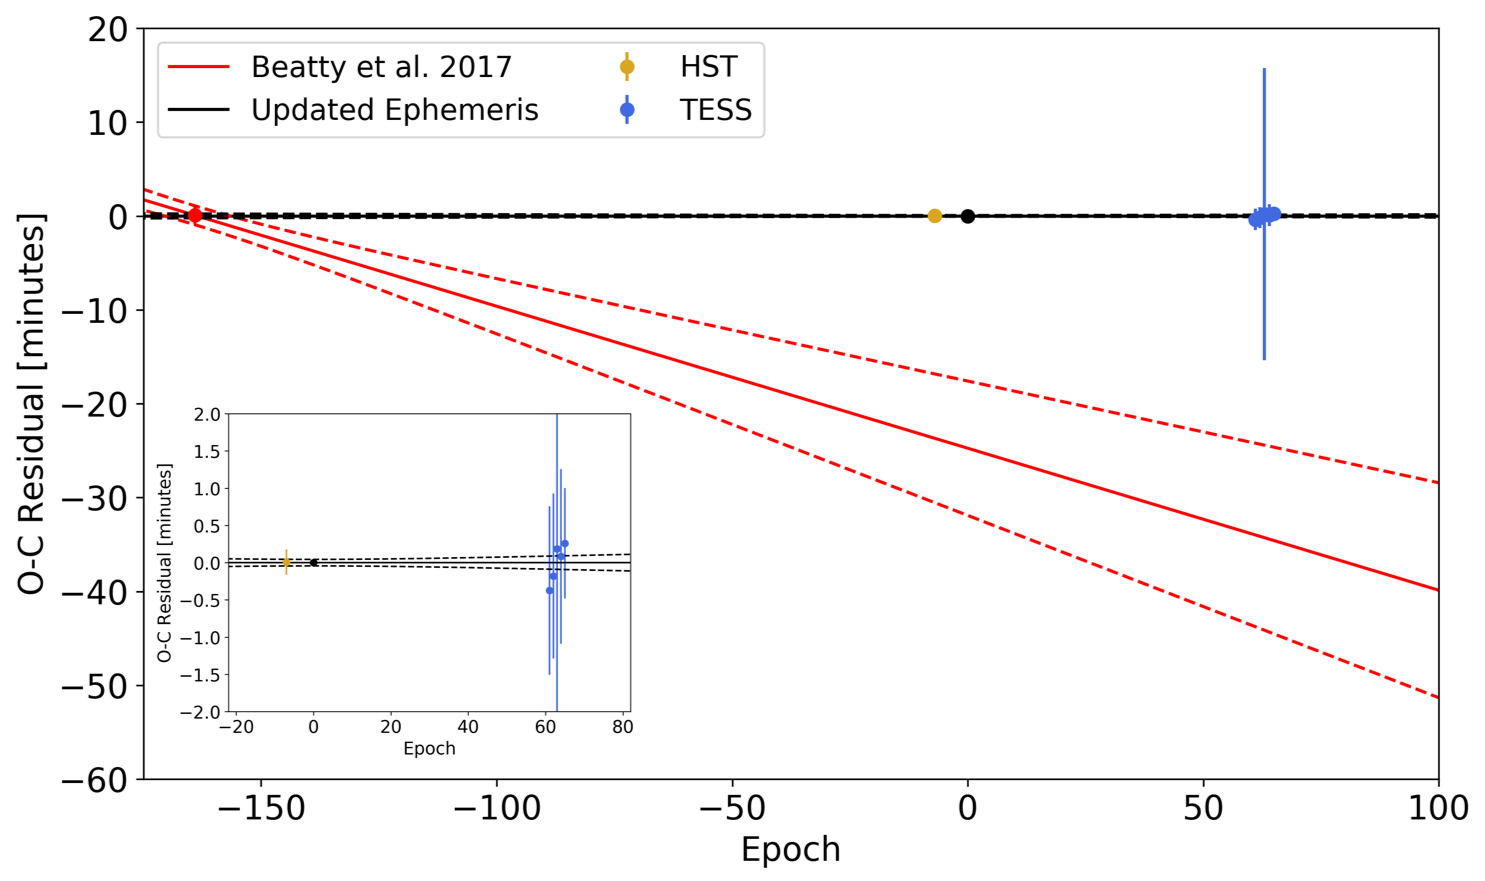 20
10
0
−10
−20
−30
−40
−50
−60
O-C Residual [minutes]
Beatty et al. 2017
Updated Ephemeris
HST
TESS
2.0
1.5
1.0
0.5
0.0
−0.5
−1.0
−1.5
−2.0
O-C Residual [minutes]
−20 0 20 40 60 80
Epoch
−150 −100 −50 0 50 100
Epoch